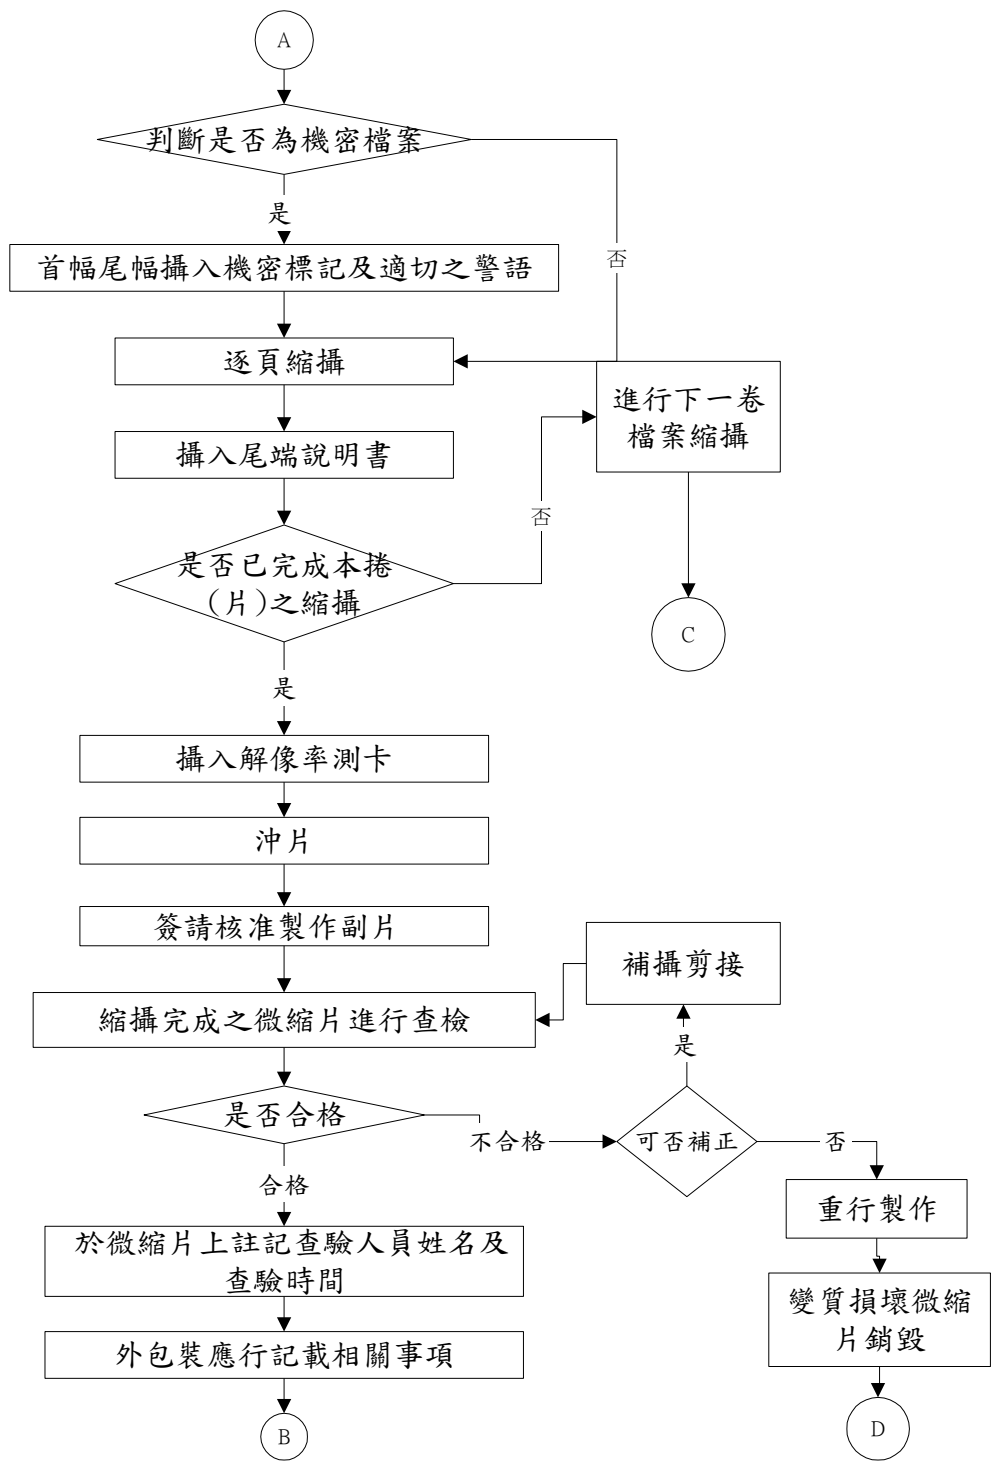 A
判斷是否為機密檔案
是
否
首幅尾幅攝入機密標記及適切之警語
逐頁縮攝
進行下一卷
檔案縮攝
攝入尾端說明書
否
是否已完成本捲
(片)之縮攝
C
是
攝入解像率測卡
沖片
簽請核准製作副片
補攝剪接
縮攝完成之微縮片進行查檢
是
是否合格
不合格
可否補正
否
合格
重行製作
於微縮片上註記查驗人員姓名及
查驗時間
變質損壞微縮
片銷毀
外包裝應行記載相關事項
B
D